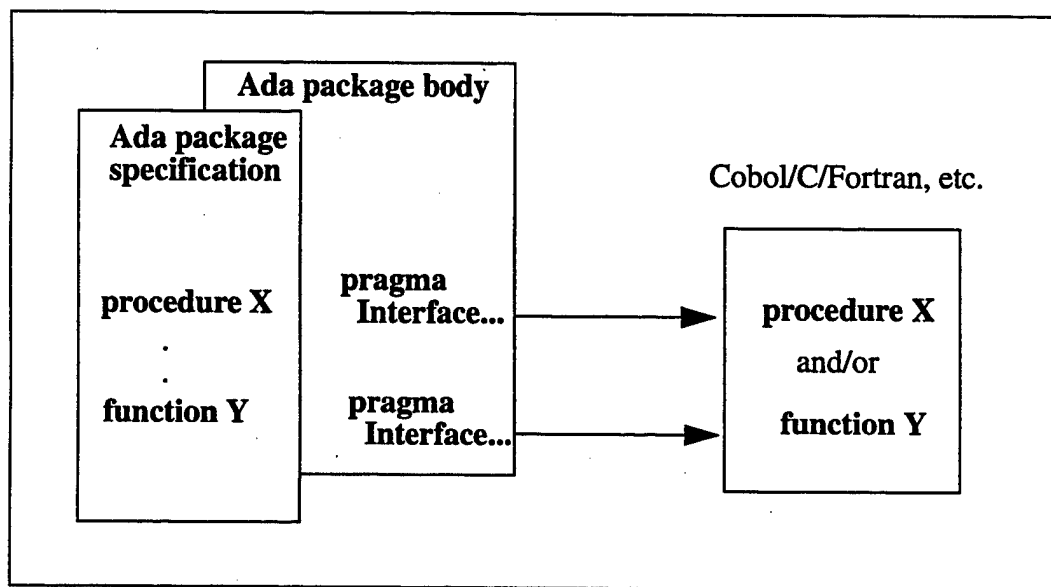 Ada package body
Ada package
specification
procedure X
.
.
function Y
pragma
Interface...
pragma
Interface...
Cobol/C/Fortran, etc.
procedure X
and/or
function Y